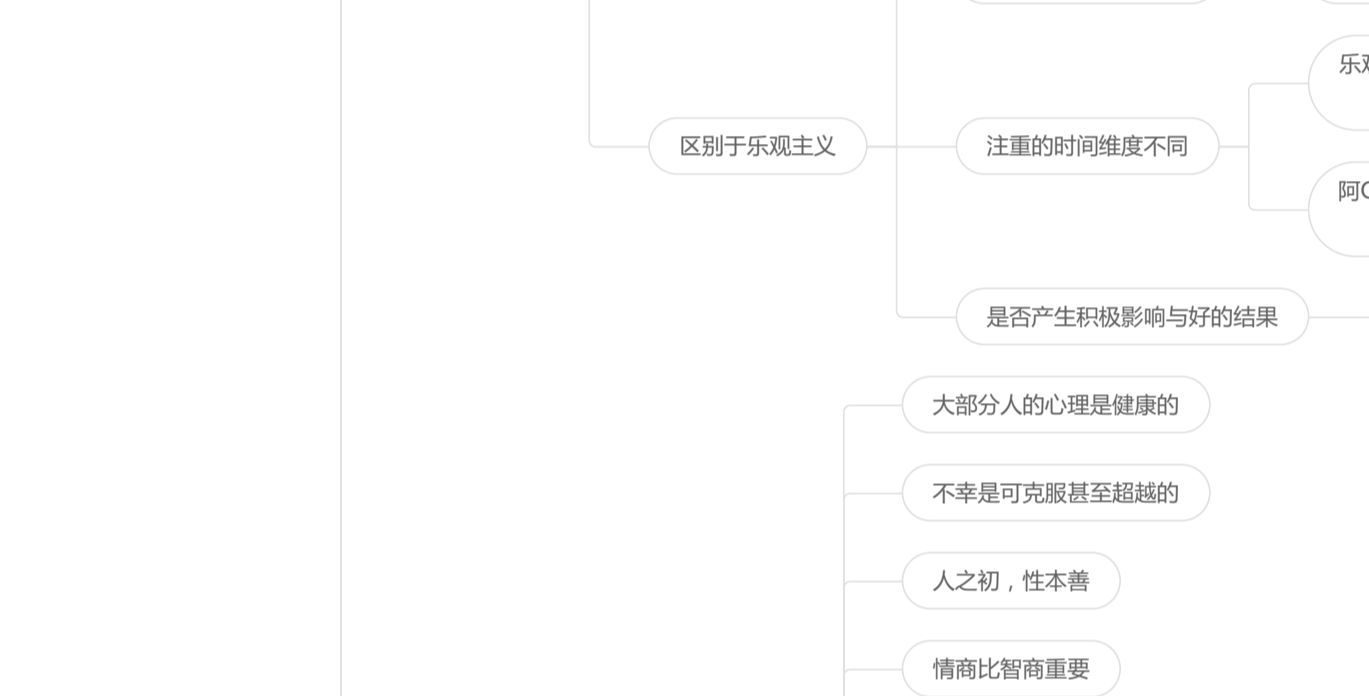 乐
区别于乐观主义
注重的时间维度不同
阿
是否产生积极影响与好的结果
大部分人的心理是健康的
不幸是可克服甚至超越的
人之初，性本善
情商比智商重要